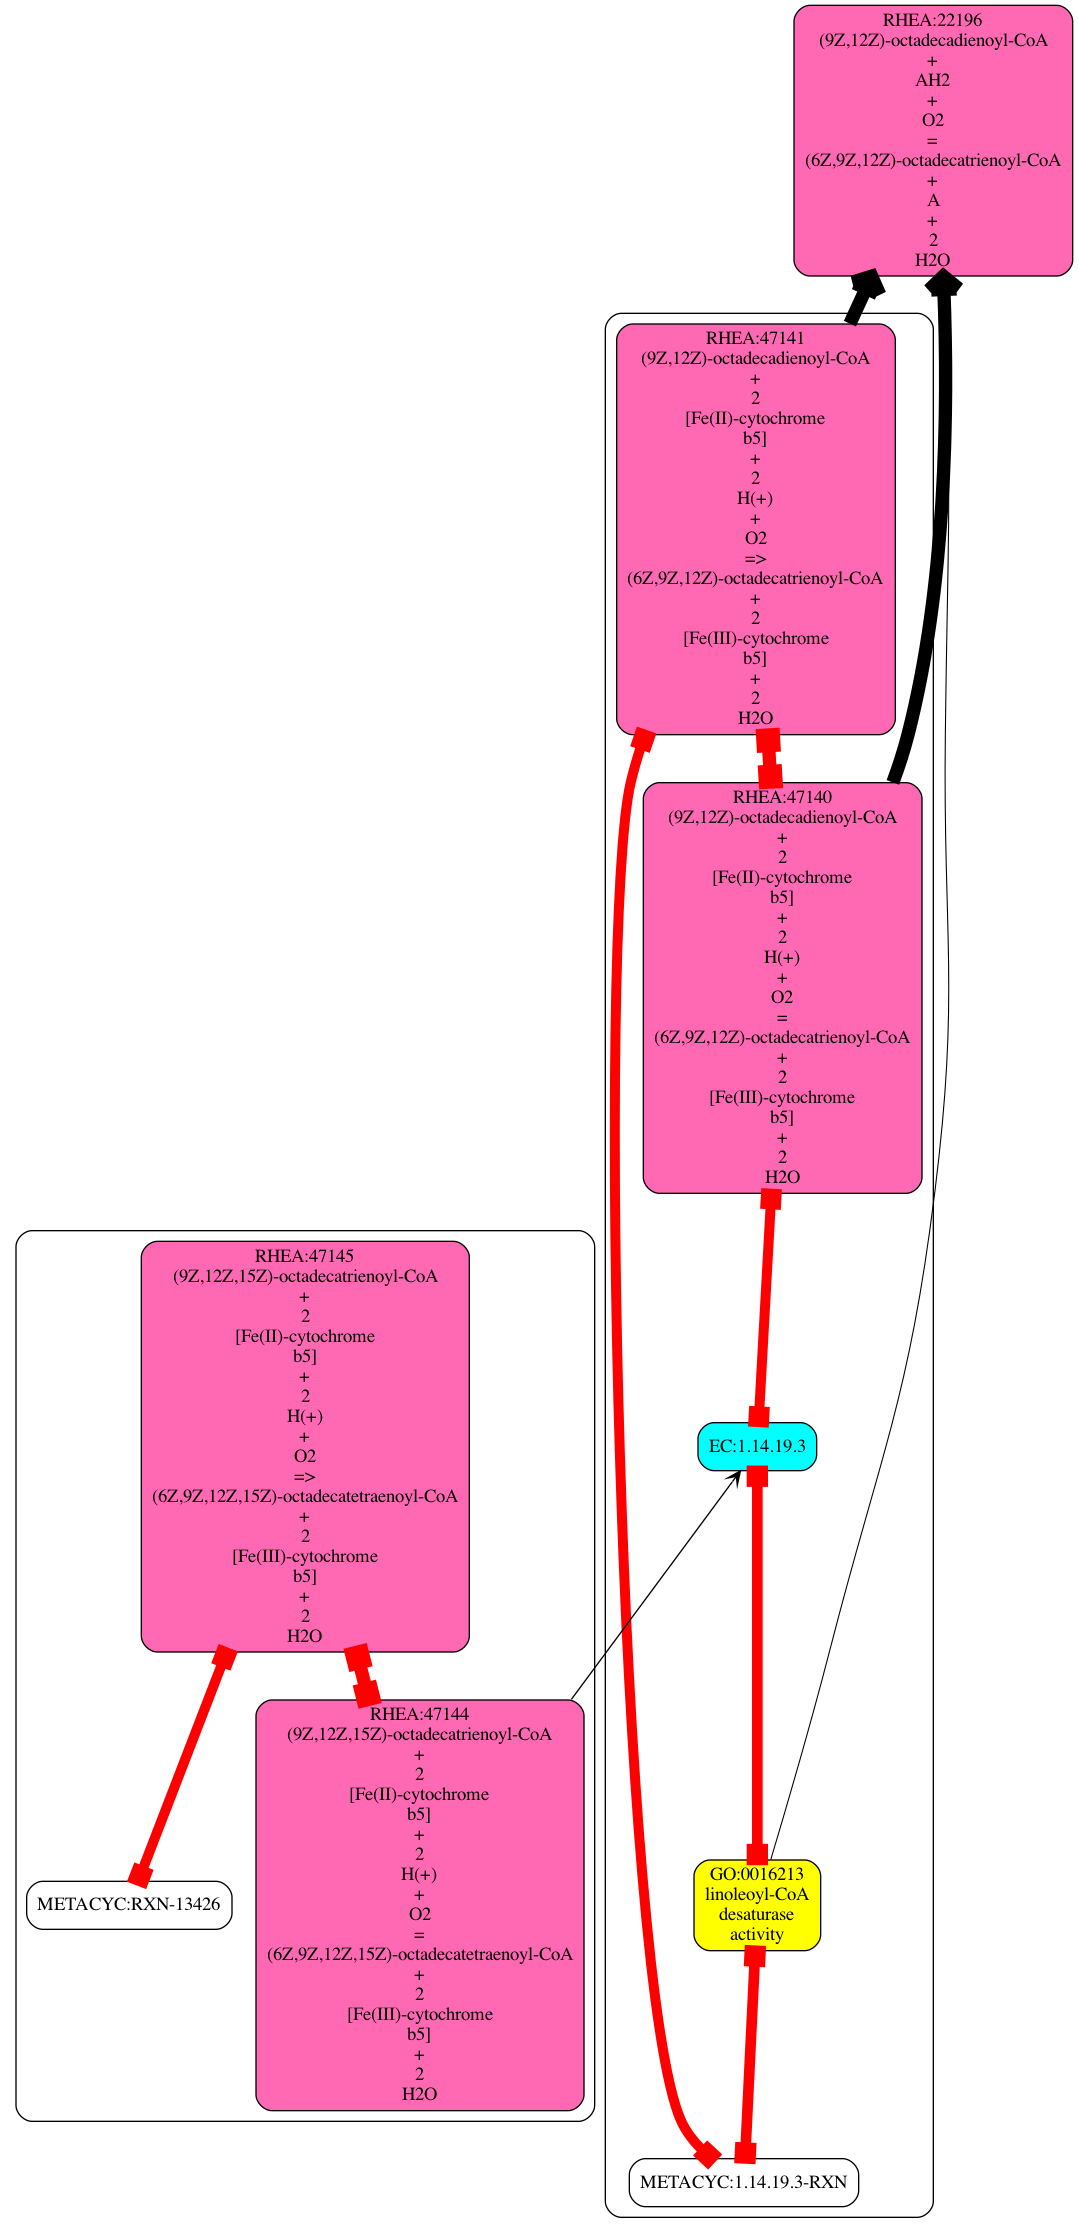 RHEA:22196
(9Z,12Z)-octadecadienoyl-CoA
+
AH2
+
O2
=
(6Z,9Z,12Z)-octadecatrienoyl-CoA
+
A
+
2
H2O
RHEA:47141
(9Z,12Z)-octadecadienoyl-CoA
+
2
[Fe(II)-cytochrome
b5]
+
2
H(+)
+
O2
=>
(6Z,9Z,12Z)-octadecatrienoyl-CoA
+
2
[Fe(III)-cytochrome
b5]
+
2
H2O
RHEA:47140
(9Z,12Z)-octadecadienoyl-CoA
+
2
[Fe(II)-cytochrome
b5]
+
2
H(+)
+
O2
=
(6Z,9Z,12Z)-octadecatrienoyl-CoA
+
2
[Fe(III)-cytochrome
b5]
+
2
H2O
RHEA:47145
(9Z,12Z,15Z)-octadecatrienoyl-CoA
+
2
[Fe(II)-cytochrome
b5]
+
2
H(+)
+
O2
=>
(6Z,9Z,12Z,15Z)-octadecatetraenoyl-CoA
+
2
[Fe(III)-cytochrome
b5]
+
2
H2O
EC:1.14.19.3
RHEA:47144
(9Z,12Z,15Z)-octadecatrienoyl-CoA
+
2
[Fe(II)-cytochrome
b5]
+
2
H(+)
+
O2
=
(6Z,9Z,12Z,15Z)-octadecatetraenoyl-CoA
+
2
[Fe(III)-cytochrome
b5]
+
2
H2O
METACYC:RXN-13426
GO:0016213
linoleoyl-CoA
desaturase
activity
METACYC:1.14.19.3-RXN